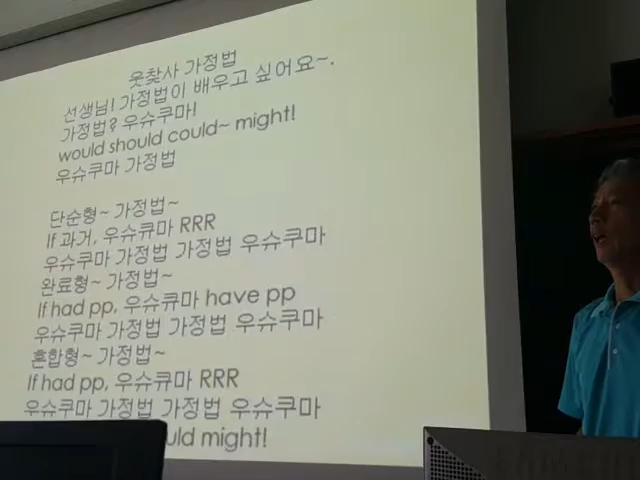 웃찾사 가정법
선생님! 가정법이 배우고 싶어요~.
가정법? 우슈쿠마!
would should could~ might!
우슈쿠마 가정법
단순형~ 가정법~
If 과거, 우슈큐마 RRR
우슈쿠마 가정법 가정법 우슈쿠마
완료형~ 가정법~
If had pp, 우슈큐마 have pp
우슈쿠마 가정법 가정법 우슈쿠마
혼합형~ 가정법~
If had pp, 우슈큐마 RRR
우슈쿠마 가정법 가정법 우슈쿠마
might!